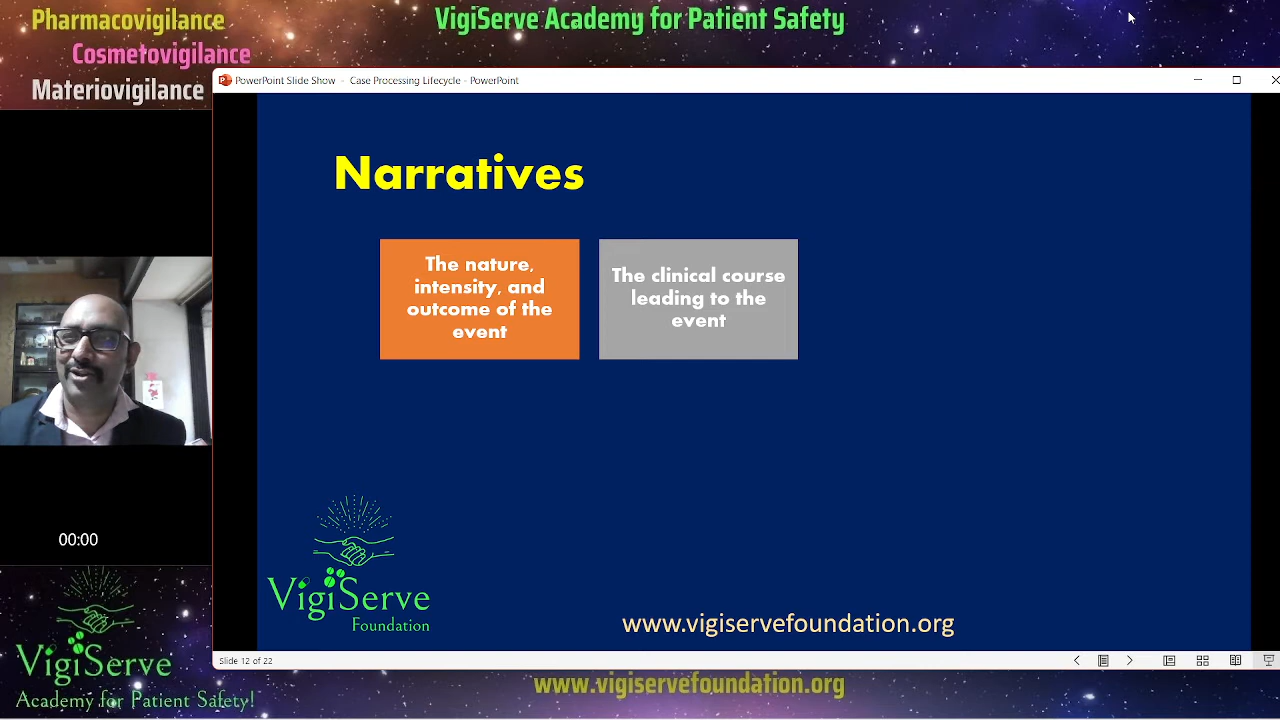 Pharmacovigilance
Cosmetovigilance
Materiovigilance
VigiServe Academy for Patient Safety
PowerPoint Slide Show - Case Processing Lifecycle - PowerPoint
Narratives
The nature,
intensity, and
outcome of the
event
The clinical course
leading to the
event
00:00
VigiServe
Foundation
www.vigiservefoundation.org
Slide 12 of 22
VigiServe
Academy for Patient Safety!
www.vigiservefoundation.org